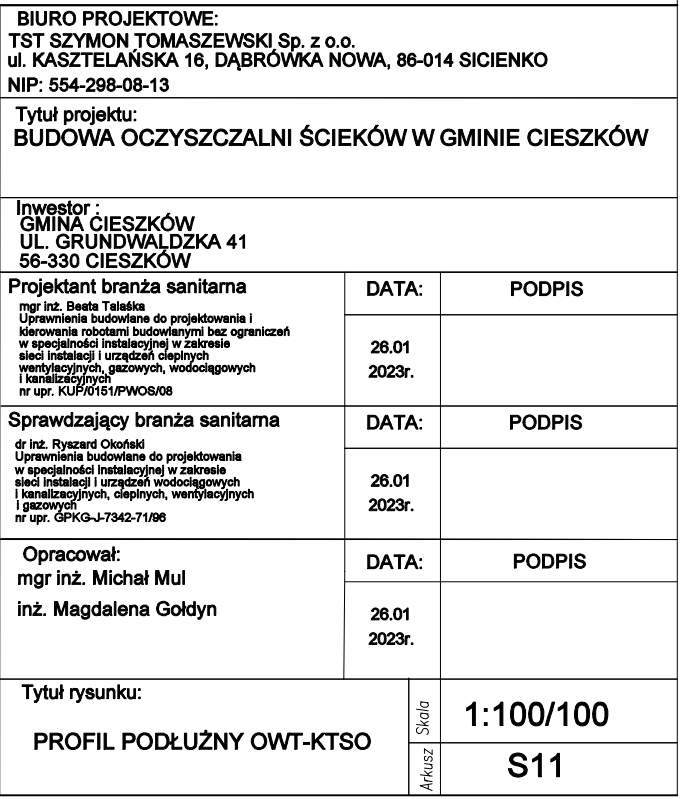 BIURO PROJEKTOWE:
TST SZYMON TOMASZEWSKI Sp. z o.o.
ul. KASZTELAŃSKA 16, DĄBRÓWKA NOWA, 86-014 SICIENKO
NIP: 554-298-08-13
Tytuł projektu:
BUDOWA OCZYSZCZALNI ŚCIEKÓW W GMINIE CIESZKÓW
Inwestor :
GMINA CIESZKÓW
UL. GRUNDWALDZKA 41
56-330 CIESZKÓW
Projektant branża sanitarna
mgr inż. Beata Talaśka
Uprawnienia budowlane do projektowania i
kierowania robotami budowlanymi bez ograniczeń
w specjalności instalacyjnej w zakresie
sieci instalacji i urządzeń cieplnych
wentylacyjnych, gazowych, wodociągowych
i kanalizacyjnych
nr upr. KUP/0151/PWOS/08
DATA:
PODPIS
26.01
2023r.
Sprawdzający branża sanitarna
dr inż. Ryszard Okoński
Uprawnienia budowlane do projektowania
w specjalności instalacyjnej w zakresie
sieci instalacji i urządzeń wodociągowych
i kanalizacyjnych, cieplnych, wentylacyjnych
i gazowych
nr upr. GPKG-J-7342-71/96
DATA:
PODPIS
26.01
2023r.
Opracował:
mgr inż. Michał Mul
inż. Magdalena Gołdyn
DATA:
PODPIS
26.01
2023r.
Tytuł rysunku:
PROFIL PODŁUŻNY OWT-KTSO
Skala
1:100/100
Arkusz
S11